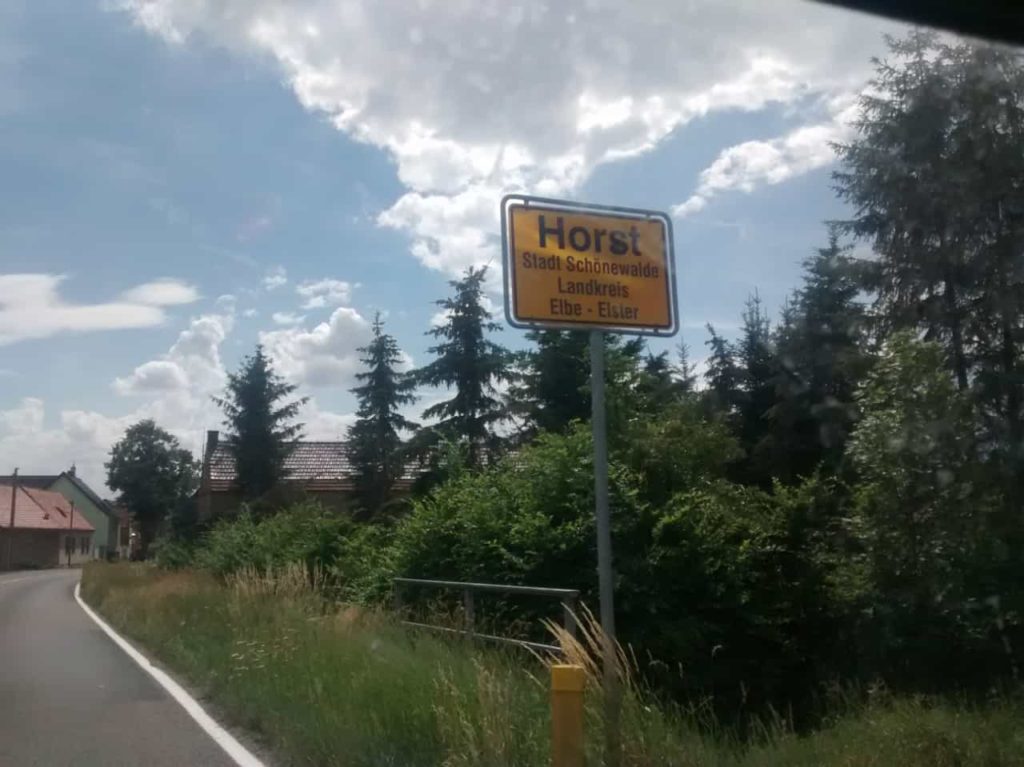 Horst
Stadt Schönewalde
Landkreis
Elbe - Elster